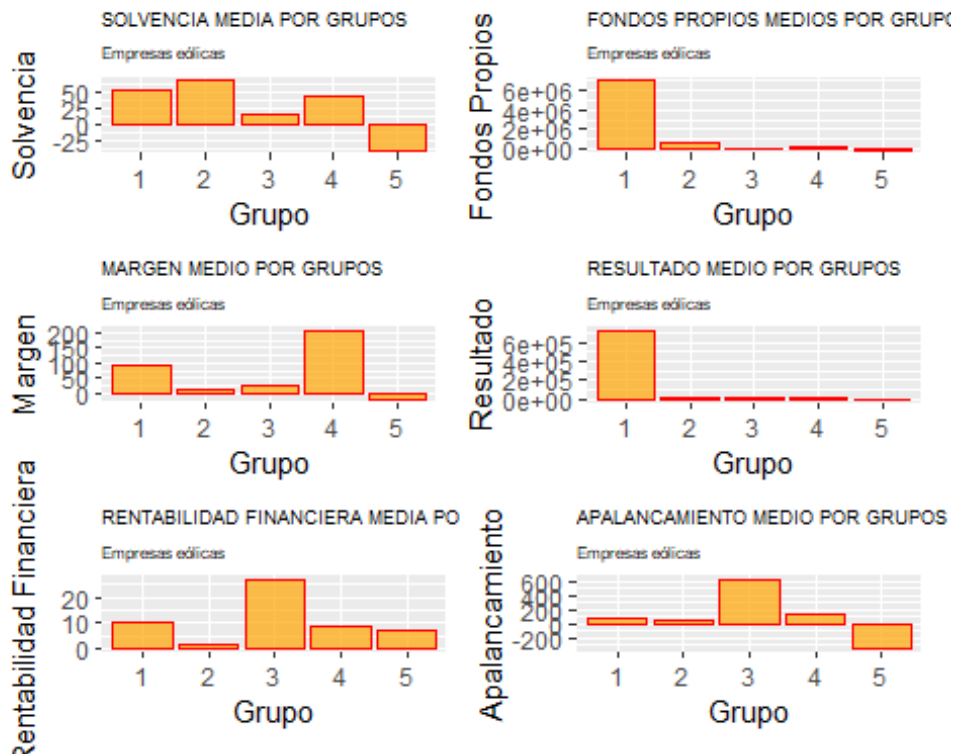 SOLVENCIA MEDIA POR GRUPOS
Empresas eólicas
Solvencia
50
25
0
-25
1 2 3 4 5
Grupo
FONDOS PROPIOS MEDIOS POR GRUPO
Empresas eólicas
Fondos Propios
6e+06
4e+06
2e+06
0e+00
1 2 3 4 5
Grupo
MARGEN MEDIO POR GRUPOS
Empresas eólicas
Margen
200
150
100
50
0
1 2 3 4 5
Grupo
RESULTADO MEDIO POR GRUPOS
Empresas eólicas
Resultado
6e+05
4e+05
2e+05
0e+00
1 2 3 4 5
Grupo
RENTABILIDAD FINANCIERA MEDIA PO
Empresas eólicas
Rentabilidad Financiera
20
10
0
1 2 3 4 5
Grupo
APALANCAMIENTO MEDIO POR GRUPOS
Empresas eólicas
Apalancamiento
600
400
200
0
-200
1 2 3 4 5
Grupo